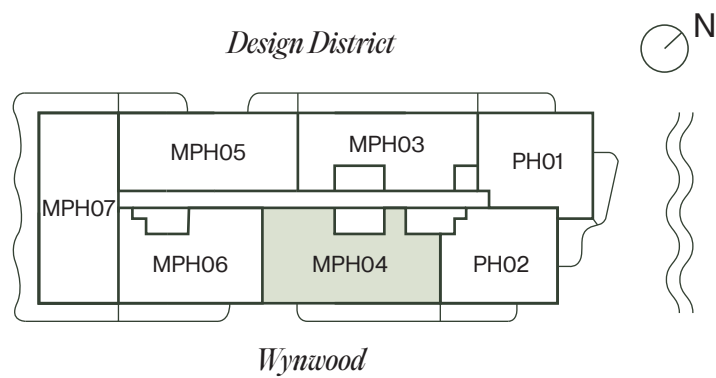 N
Design District
MPH05
MPH03
PH01
MPH07
MPH06
MPH04
PH02
Wynwood